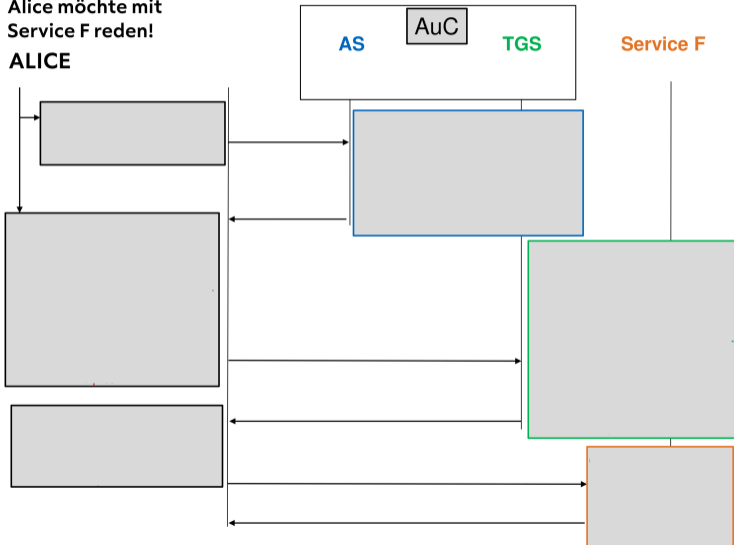 Alice möchte mit
Service F reden!
ALICE
AuC
AS
TGS
Service F